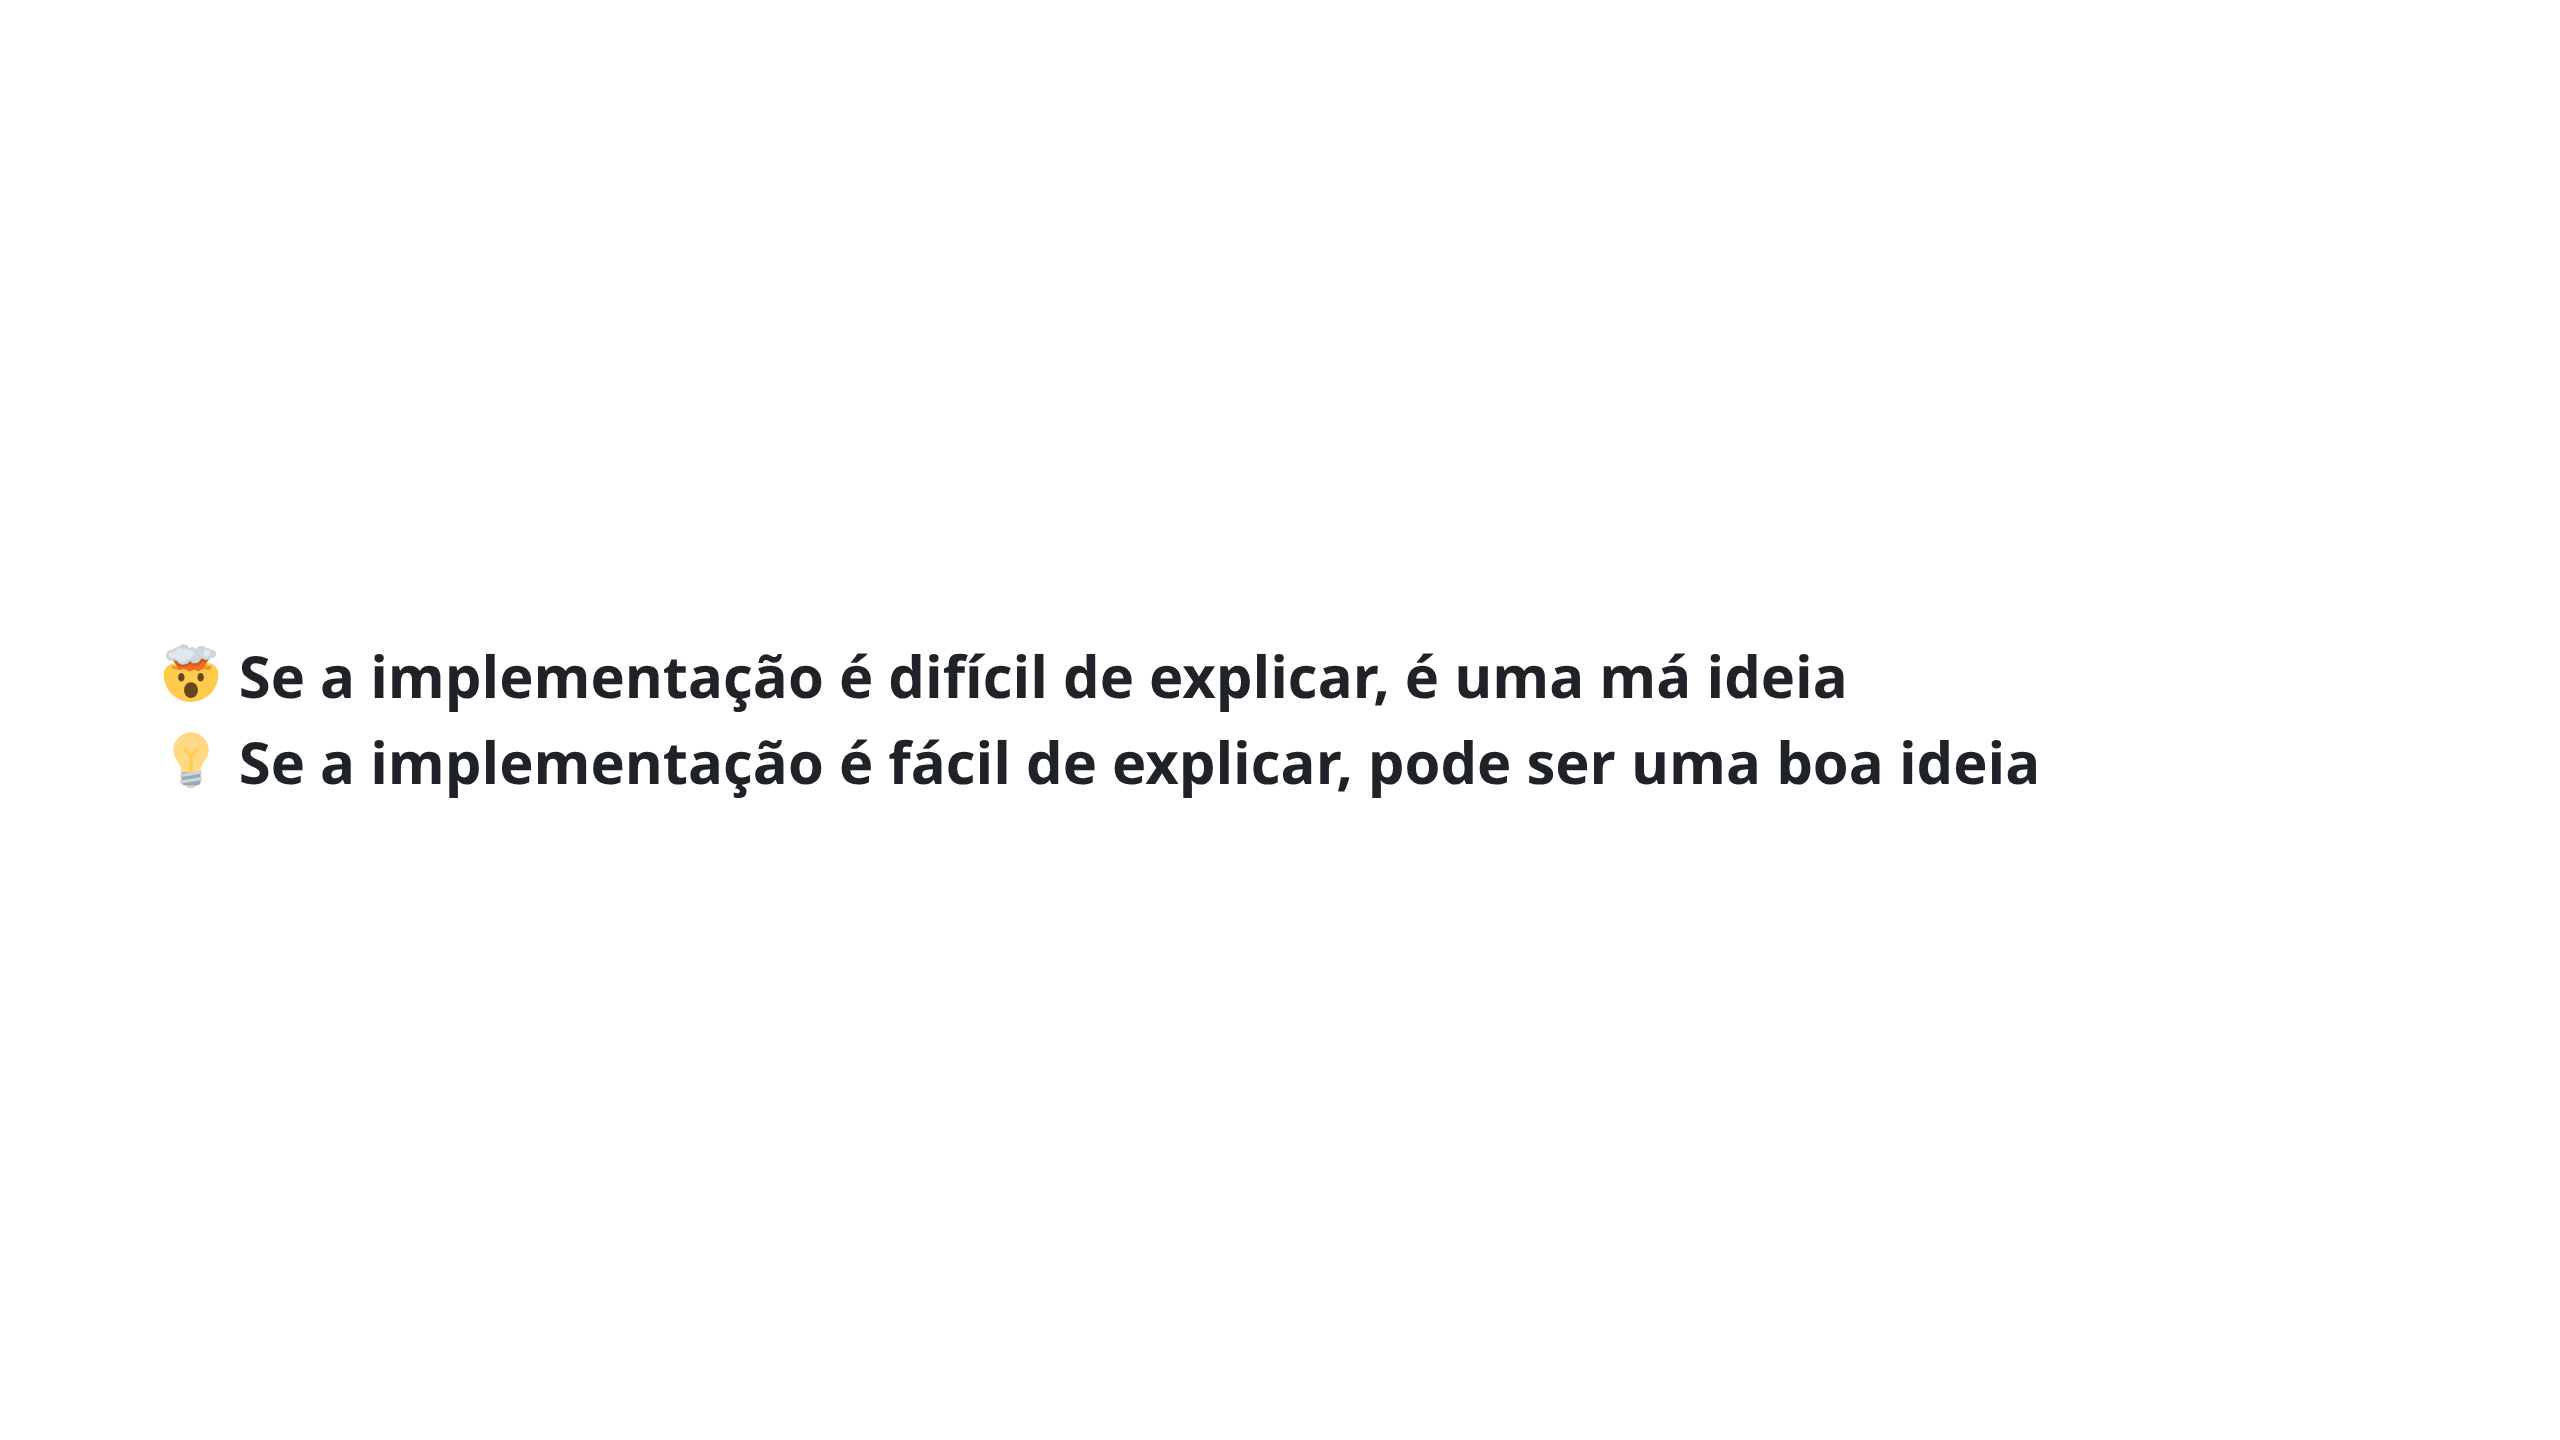 🤯 Se a implementação é difícil de explicar, é uma má ideia
💡 Se a implementação é fácil de explicar, pode ser uma boa ideia